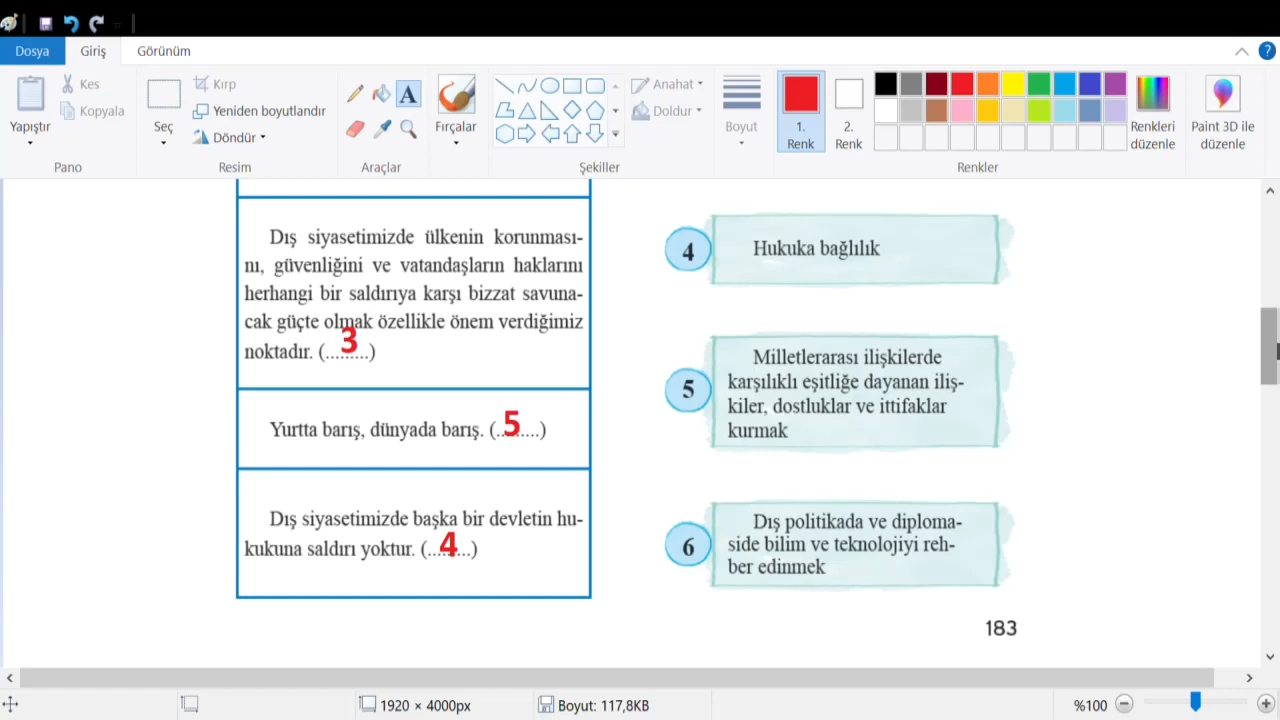 Dosya
Giriş
Görünüm
Yapıştır
Kes
Kopyala
Pano
Seç
Kırp
Yeniden boyutlandır
Döndür
Resim
A
Araçlar
Fırçalar
Anahat
Doldur
Şekiller
Boyut
1.
Renk
2.
Renk
Renkleri
düzenle
Renkler
Paint 3D ile
düzenle
?
Dış siyasetimizde ülkenin korunması-
nı, güvenliğini ve vatandaşların haklarını
herhangi bir saldırıya karşı bizzat savuna-
cak güçte olmak özellikle önem verdiğimiz
noktadır. (...3...)
Yurtta barış, dünyada barış. (...5...)
Dış siyasetimizde başka bir devletin hu-
kukuna saldırı yoktur. (...4...)
4
Hukuka bağlılık
5
Milletlerarası ilişkilerde
karşılıklı eşitliğe dayanan iliş-
kiler, dostluklar ve ittifaklar
kurmak
6
Dış politikada ve diploma-
side bilim ve teknolojiyi reh-
ber edinmek
183
1920 × 4000px
Boyut: 117,8KB
%100